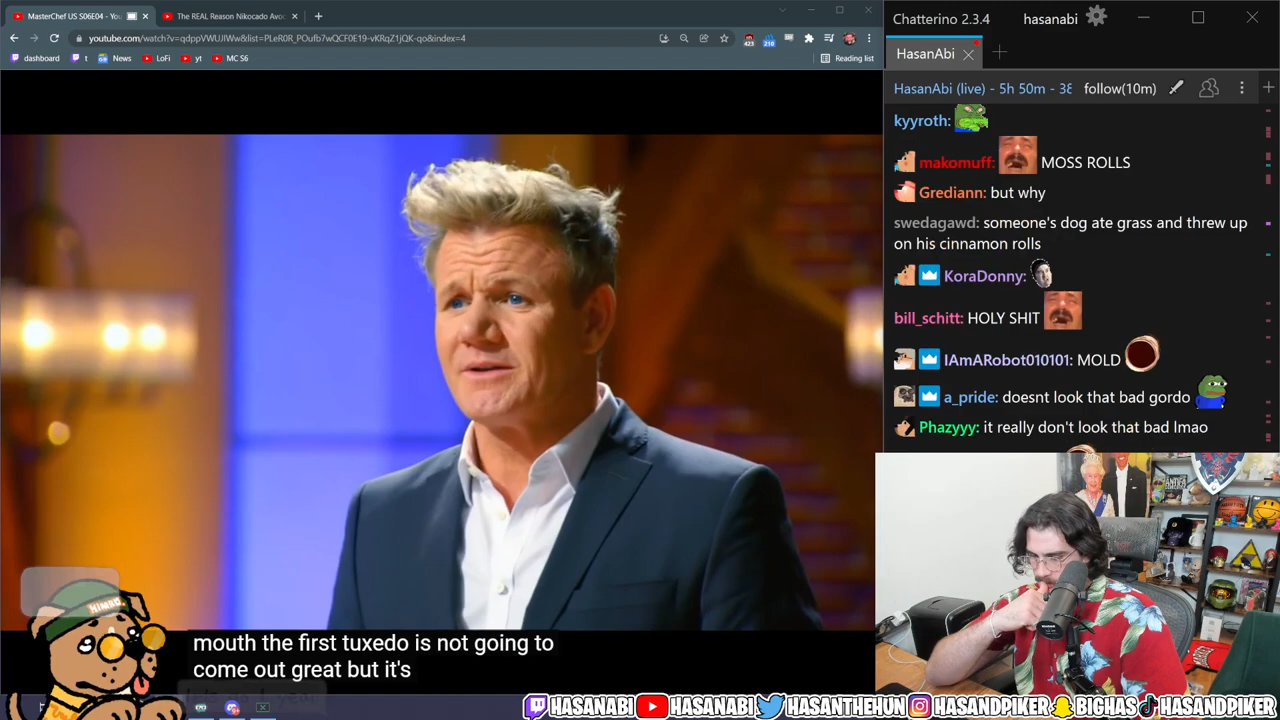 MasterChef US S06E04 - You
The REAL Reason Nikocado Avoc
youtube.com/watch?v=qdppVWUJIWw&list=PLeR0R_POufb7wQCF0E19-vKRqZ1jQK-qo&index=4
423
210
dashboard
t
News
LoFi
yt
MC S6
Reading list
Chatterino 2.3.4
hasanabi
HasanAbi
HasanAbi (live) - 5h 50m - 38
follow(10m)
kyyroth:
makomuff: MOSS ROLLS
Grediann: but why
swedagawd: someone's dog ate grass and threw up
on his cinnamon rolls
KoraDonny:
bill_schitt: HOLY SHIT
IAmARobot010101: MOLD
a_pride: doesnt look that bad gordo
Phazyyy: it really don't look that bad lmao
HIMBO
mouth the first tuxedo is not going to
come out great but it's
HASANABI HASANABI HASANTHEHUN HASANDPIKER BIGHAS HASANDPIKER